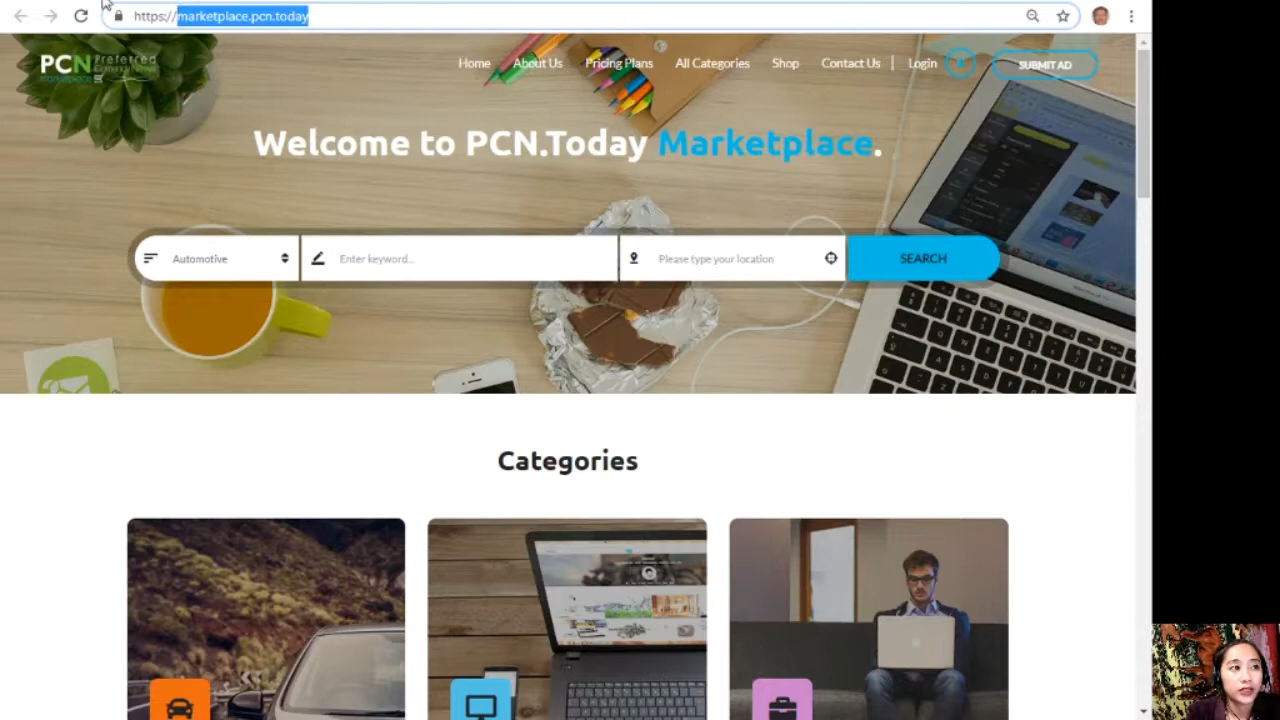 https://marketplace.pcn.today
PCN Preferred
Home About Us Pricing Plans All Categories Shop Contact Us | Login SUBMIT AD
Welcome to PCN.Today Marketplace.
Automotive Enter keyword... Please type your location SEARCH
Categories